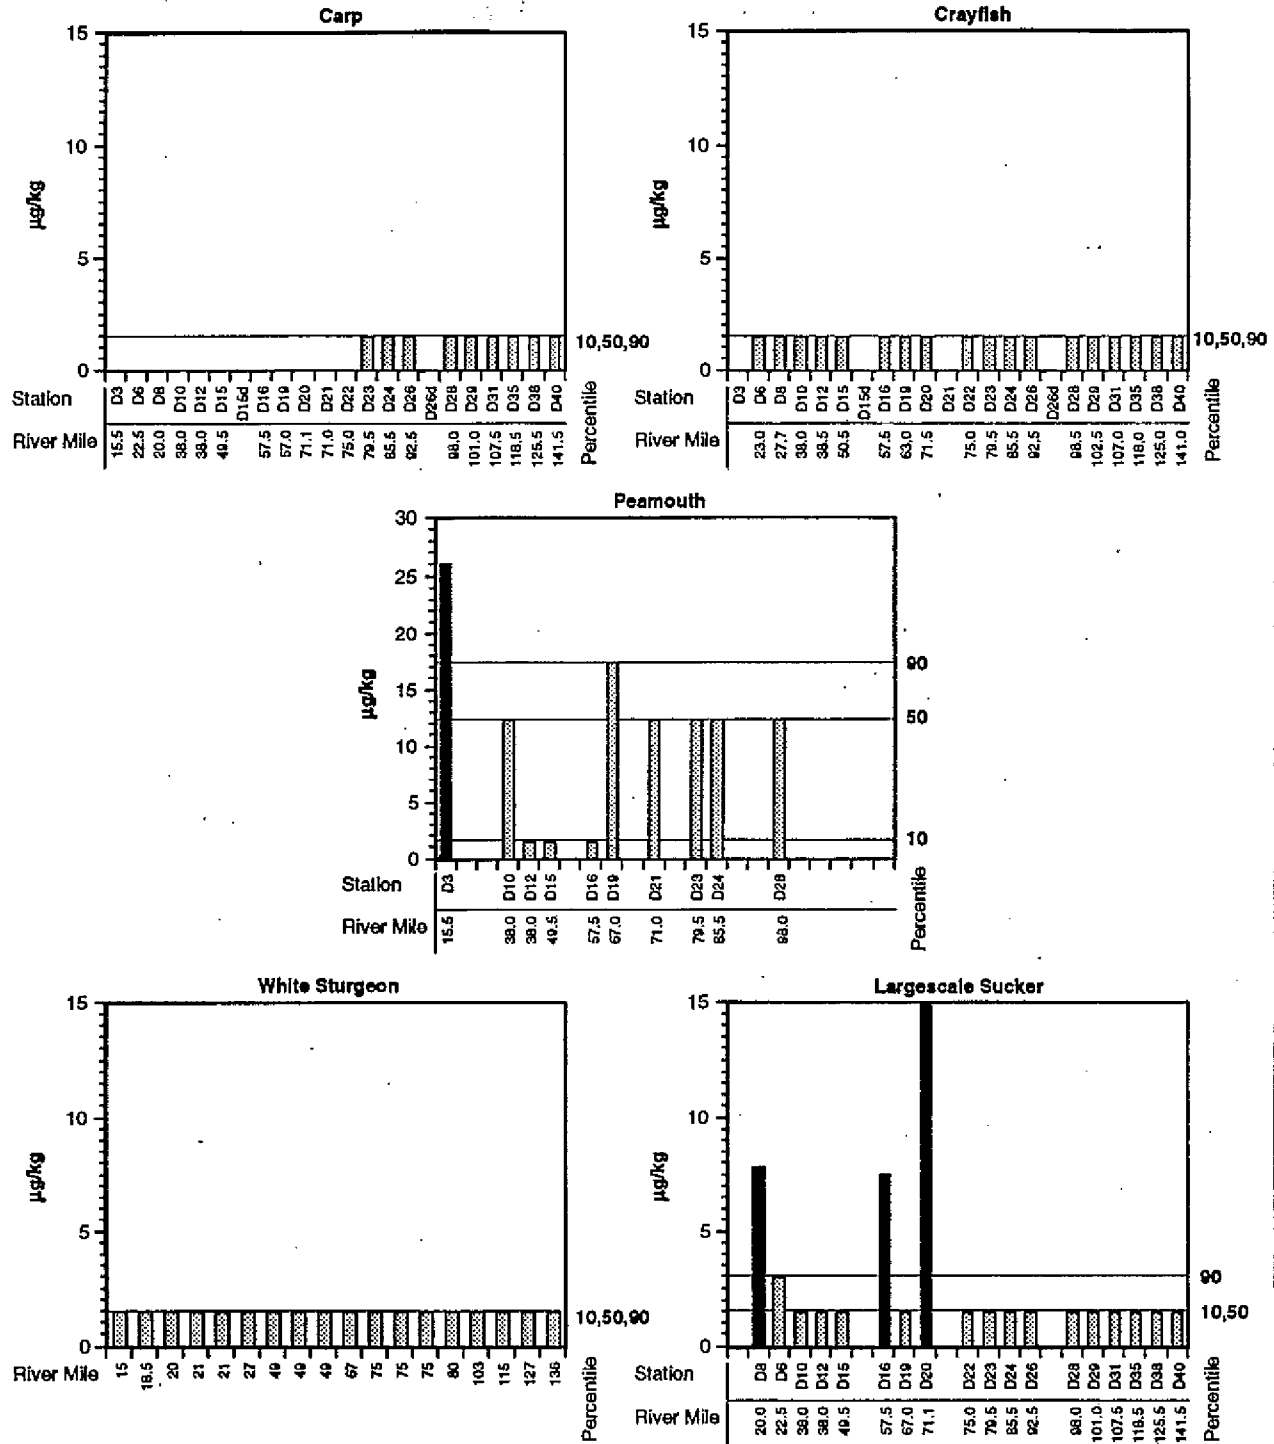 Carp
15
10
5
0
µg/kg
10,50,90
Percentile
Station D3 D6 D8 D10 D12 D15 D15d D16 D19 D20 D21 D22 D23 D24 D26 D26d D28 D29 D31 D35 D38 D40
River Mile 15.5 22.5 20.0 38.0 38.0 49.5 57.5 57.0 71.1 71.0 75.0 79.5 85.5 92.5 98.0 101.0 107.5 118.5 125.5 141.5
Crayfish
15
10
5
0
µg/kg
10,50,90
Percentile
Station D3 D6 D8 D10 D12 D15 D15d D16 D19 D20 D21 D22 D23 D24 D26 D26d D28 D29 D31 D35 D38 D40
River Mile 23.0 27.7 38.0 38.5 50.5 57.5 63.0 71.5 75.0 79.5 85.5 92.5 98.5 102.5 107.0 118.0 125.0 141.0
Peamouth
30
25
20
15
10
5
0
µg/kg
90
50
10
Percentile
Station D3 D10 D12 D15 D16 D19 D21 D23 D24 D28
River Mile 15.5 38.0 38.0 49.5 57.5 67.0 71.0 79.5 85.5 98.0
White Sturgeon
15
10
5
0
µg/kg
10,50,90
Percentile
River Mile 15 18.5 20 21 21 27 49 49 49 67 75 75 75 80 103 115 127 136
Largescale Sucker
15
10
5
0
µg/kg
90
10,50
Percentile
Station D8 D6 D10 D12 D15 D16 D19 D20 D22 D23 D24 D26 D28 D29 D31 D35 D38 D40
River Mile 20.0 22.5 38.0 38.0 49.5 57.5 67.0 71.1 75.0 79.5 85.5 92.5 98.0 101.0 107.5 118.5 125.5 141.5